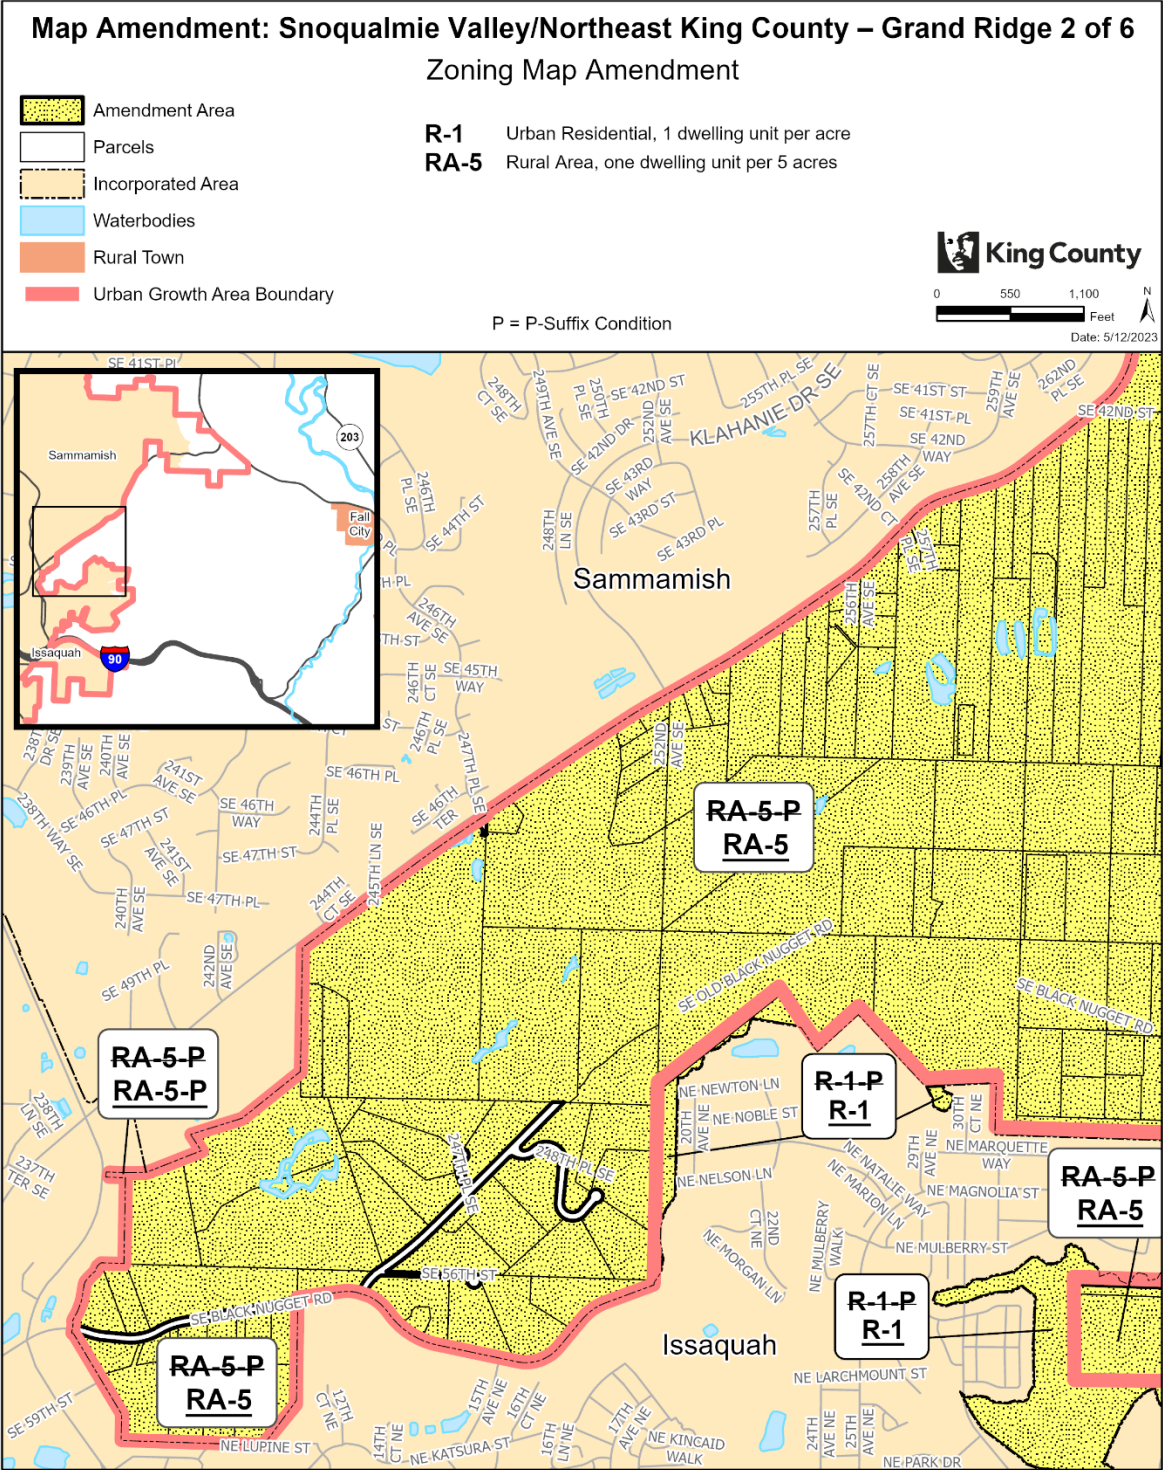 Map Amendment: Snoqualmie Valley/Northeast King County – Grand Ridge 2 of 6
Zoning Map Amendment
Amendment Area
Parcels
Incorporated Area
Waterbodies
Rural Town
Urban Growth Area Boundary
R-1 Urban Residential, 1 dwelling unit per acre
RA-5 Rural Area, one dwelling unit per 5 acres
P = P-Suffix Condition
King County
0 550 1,100
Feet
N
Date: 5/12/2023
SE 41ST PL
Sammamish
203
Fall
City
Issaquah
90
248TH
CT SE
249TH AVE SE
250TH
PL SE
SE 42ND ST
SE 42ND DR
252ND
AVE SE
255TH PL SE
KLAHANIE DR SE
257TH CT SE
SE 41ST ST
SE 41ST PL
SE 42ND
WAY
259TH
AVE SE
262ND
PL SE
SE 42ND ST
SE 43RD
WAY
SE 43RD ST
SE 43RD PL
248TH
LN SE
257TH
PL SE
SE 42ND CT
258TH
AVE SE
257TH
PL SE
246TH
PL SE
SE 44TH ST
PL
TH PL
246TH
AVE SE
TH ST
Sammamish
256TH
AVE SE
246TH
CT SE
SE 45TH
WAY
ST
246TH
PL SE
247TH PL SE
252ND
AVE SE
238TH
DR SE
239TH
AVE SE
240TH
AVE SE
241ST
AVE SE
SE 46TH PL
SE 46TH PL
238TH WAY SE
SE 46TH
WAY
244TH
PL SE
SE 46TH
TER
SE 47TH ST
241ST
AVE SE
SE 47TH ST
245TH LN SE
RA-5-P
RA-5
240TH
AVE SE
SE 47TH PL
244TH
CT SE
242ND
AVE SE
SE 49TH PL
SE OLD BLACK NUGGET RD
SE BLACK NUGGET RD
RA-5-P
RA-5-P
R-1-P
R-1
238TH
LN SE
237TH
TER SE
NE NEWTON LN
20TH
AVE NE
NE NOBLE ST
30TH
CT NE
29TH
AVE NE
NE MARQUETTE
WAY
247TH PL SE
248TH PL SE
NE NELSON LN
NE NATALIE WAY
NE MARION LN
NE MAGNOLIA ST
RA-5-P
RA-5
22ND
CT NE
NE MULBERRY
WALK
NE MULBERRY ST
NE MORGAN LN
SE 56TH ST
SE BLACK NUGGET RD
R-1-P
R-1
Issaquah
RA-5-P
RA-5
NE LARCHMOUNT ST
SE 59TH ST
12TH
CT NE
15TH
AVE NE
16TH
CT NE
17TH
AVE NE
NE LUPINE ST
14TH
CT NE
NE KATSURA ST
16TH
LN NE
NE KINCAID
WALK
24TH
AVE NE
25TH
AVE NE
NE PARK DR